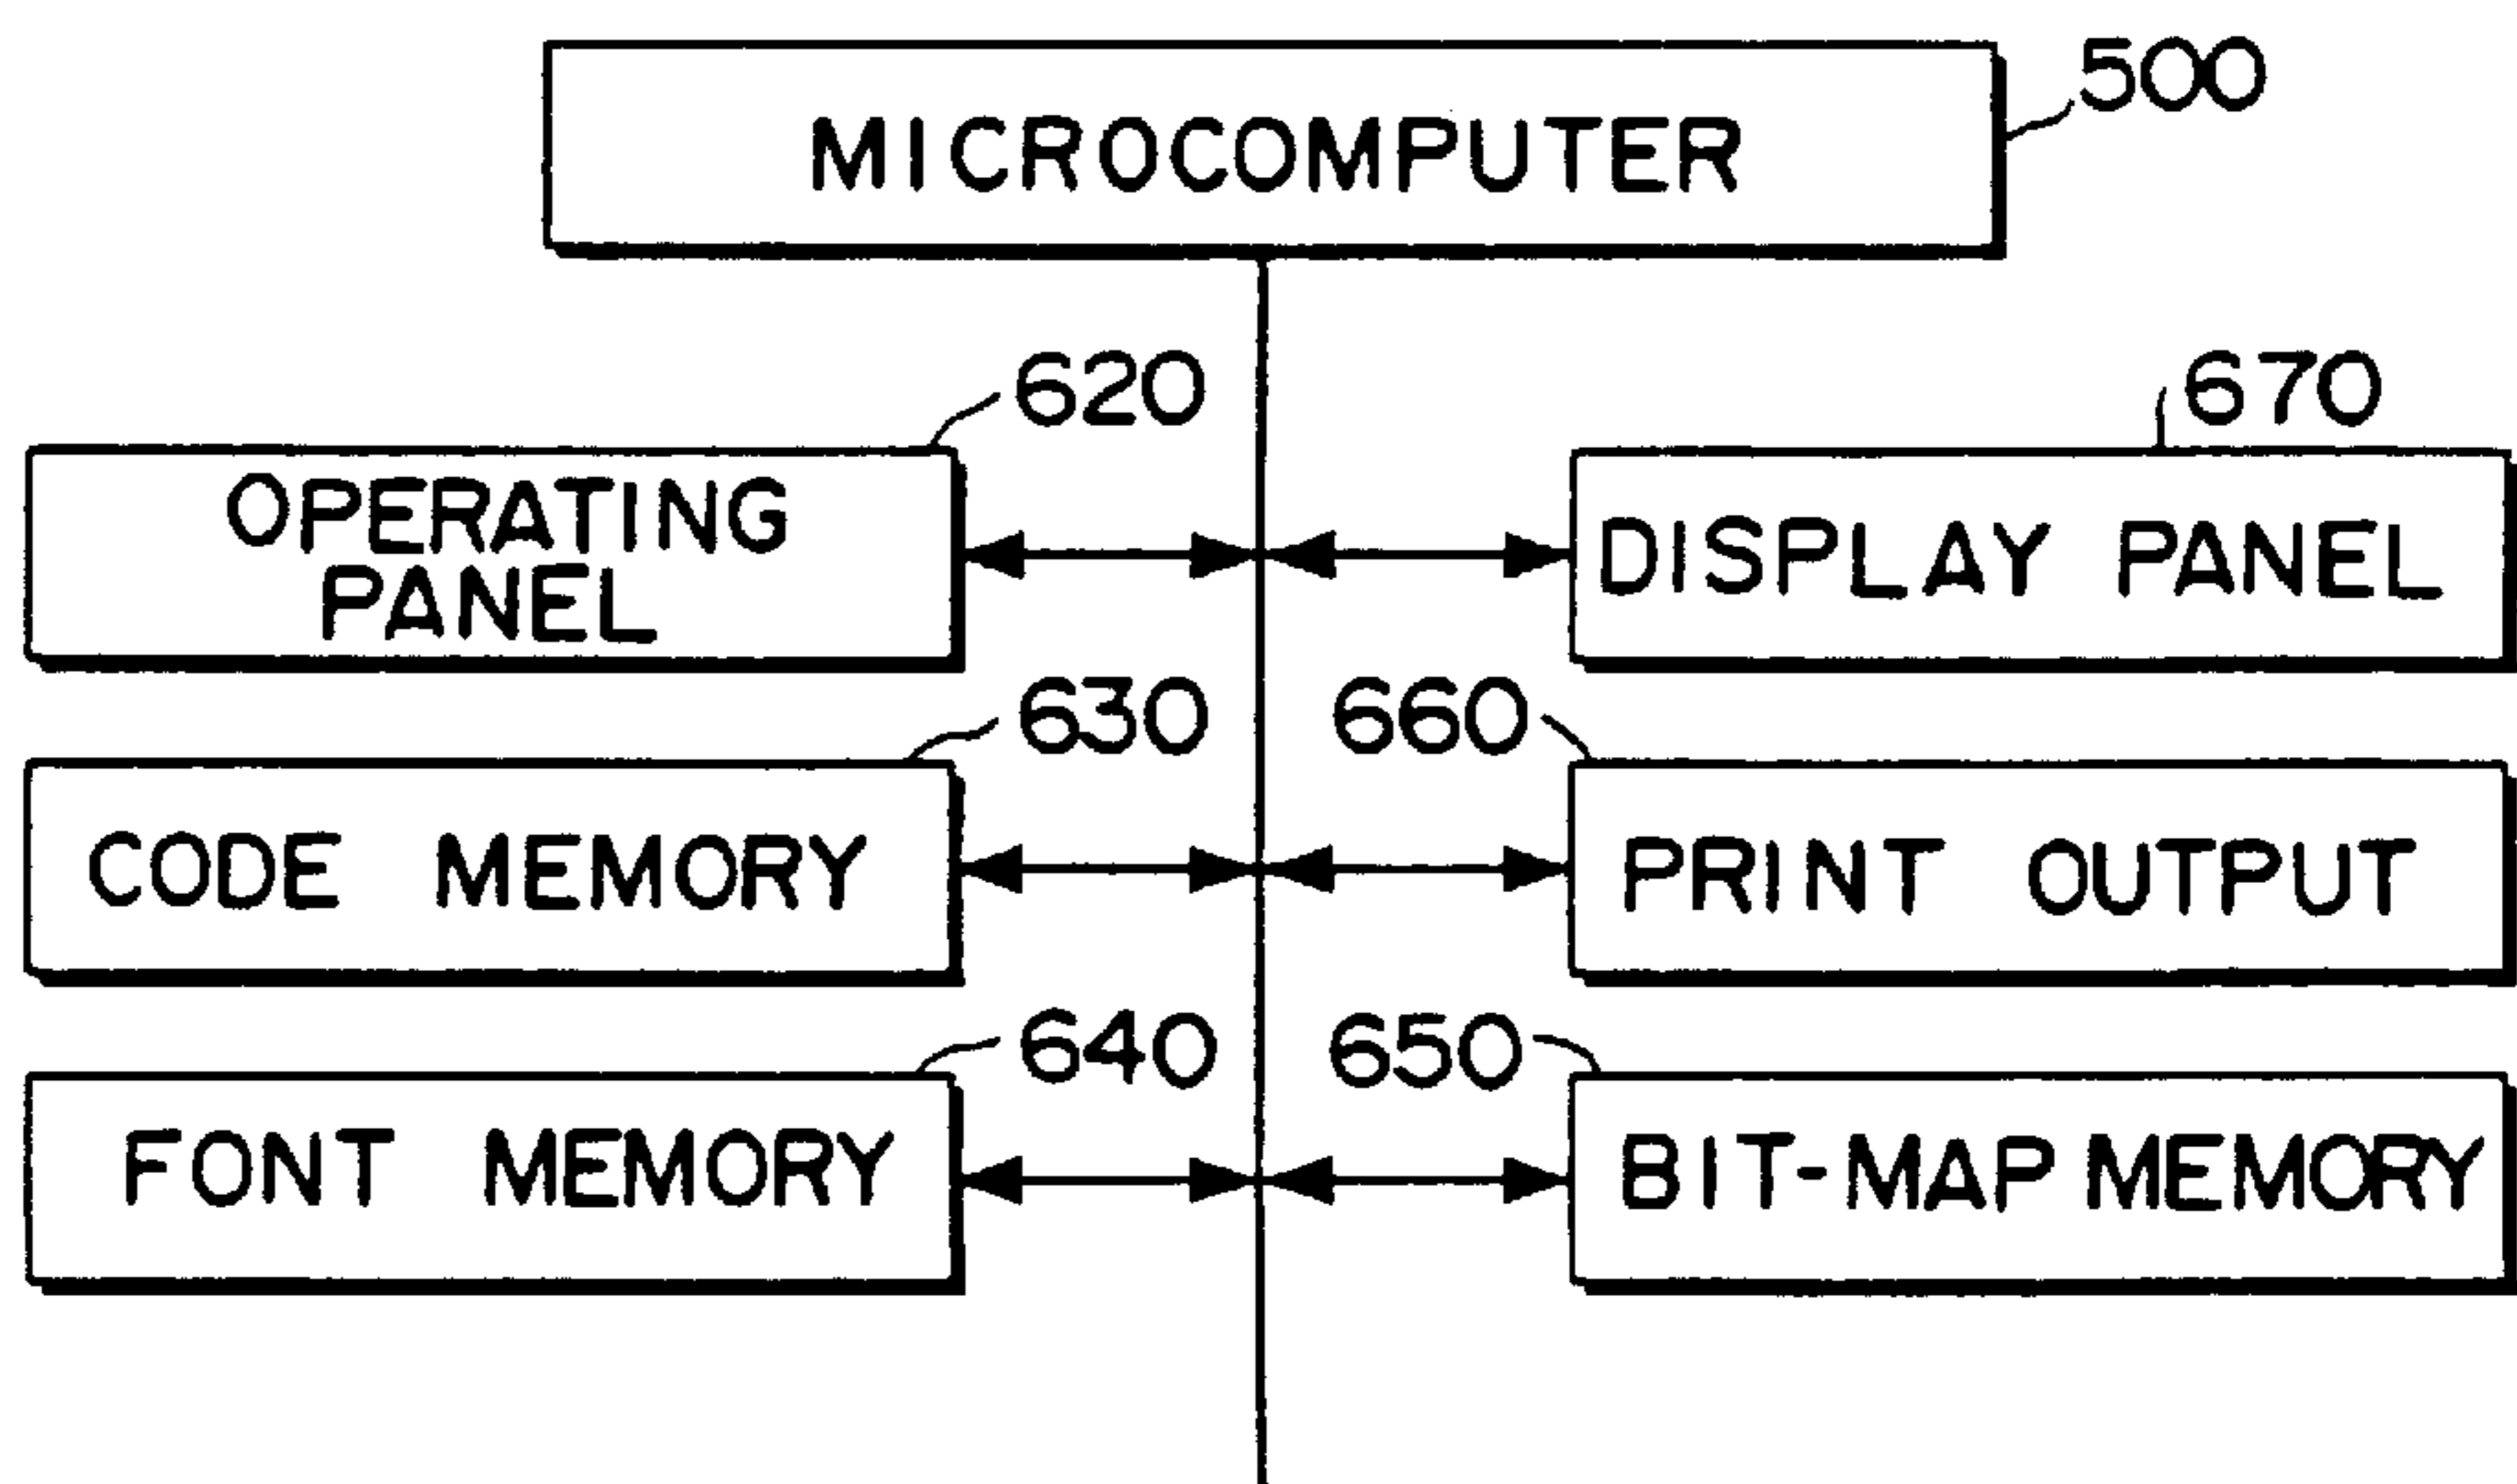 MICROCOMPUTER
500
620
670
OPERATING
PANEL
DISPLAY PANEL
630
660
CODE MEMORY
PRINT OUTPUT
640
650
FONT MEMORY
BIT-MAP MEMORY